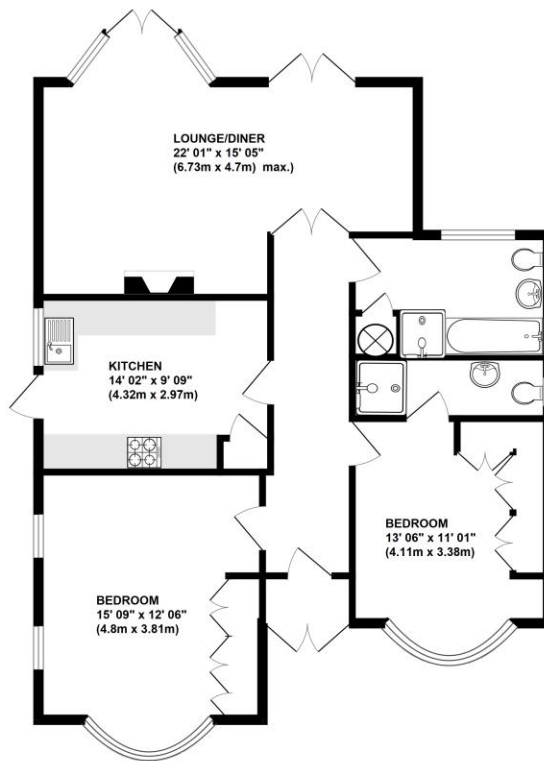 LOUNGE/DINER
22' 01" x 15' 05"
(6.73m x 4.7m) max.)
KITCHEN
14' 02" x 9' 09"
(4.32m x 2.97m)
BEDROOM
13' 06" x 11' 01"
(4.11m x 3.38m)
BEDROOM
15' 09" x 12' 06"
(4.8m x 3.81m)